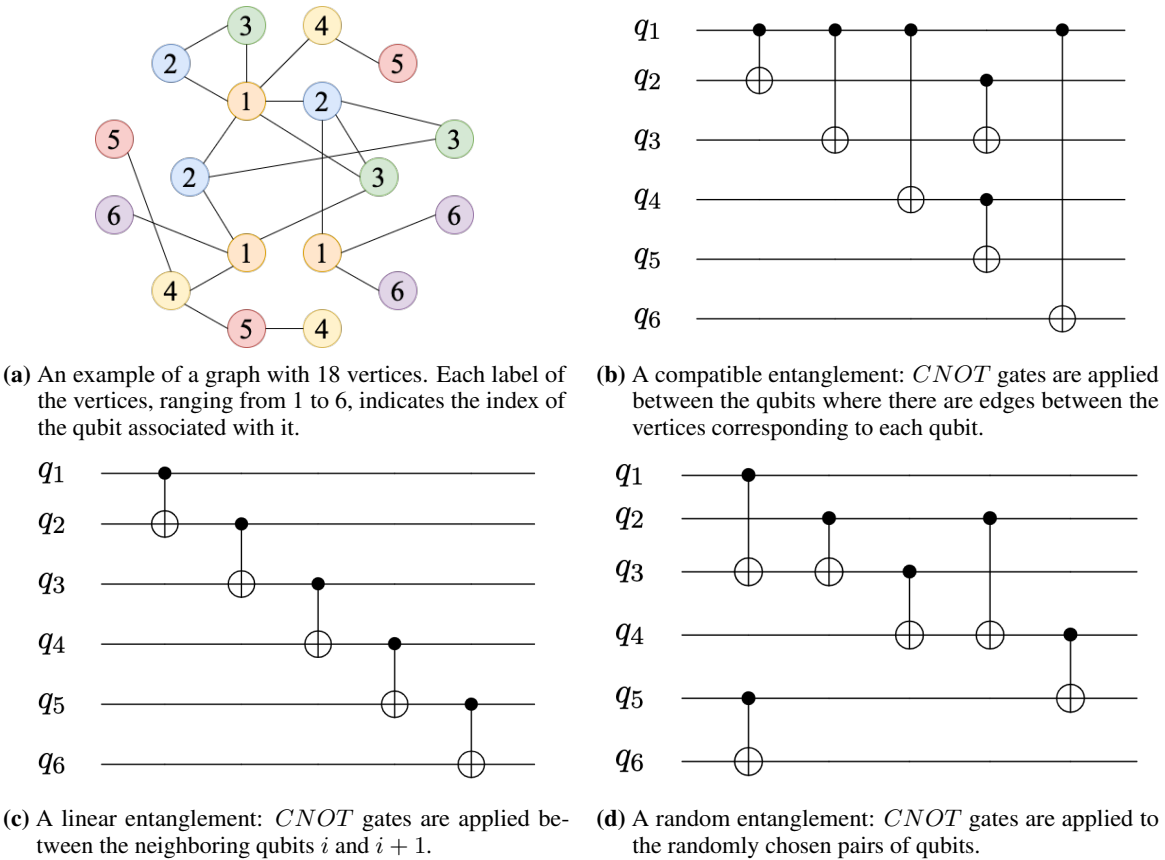 3
4
2
5
1
2
5
3
2
3
6
6
1
1
4
6
5
4
(a) An example of a graph with 18 vertices. Each label of
the vertices, ranging from 1 to 6, indicates the index of
the qubit associated with it.
q1
q2
q3
q4
q5
q6
(b) A compatible entanglement: CNOT gates are applied
between the qubits where there are edges between the
vertices corresponding to each qubit.
q1
q2
q3
q4
q5
q6
(c) A linear entanglement: CNOT gates are applied be-
tween the neighboring qubits i and i + 1.
q1
q2
q3
q4
q5
q6
(d) A random entanglement: CNOT gates are applied to
the randomly chosen pairs of qubits.